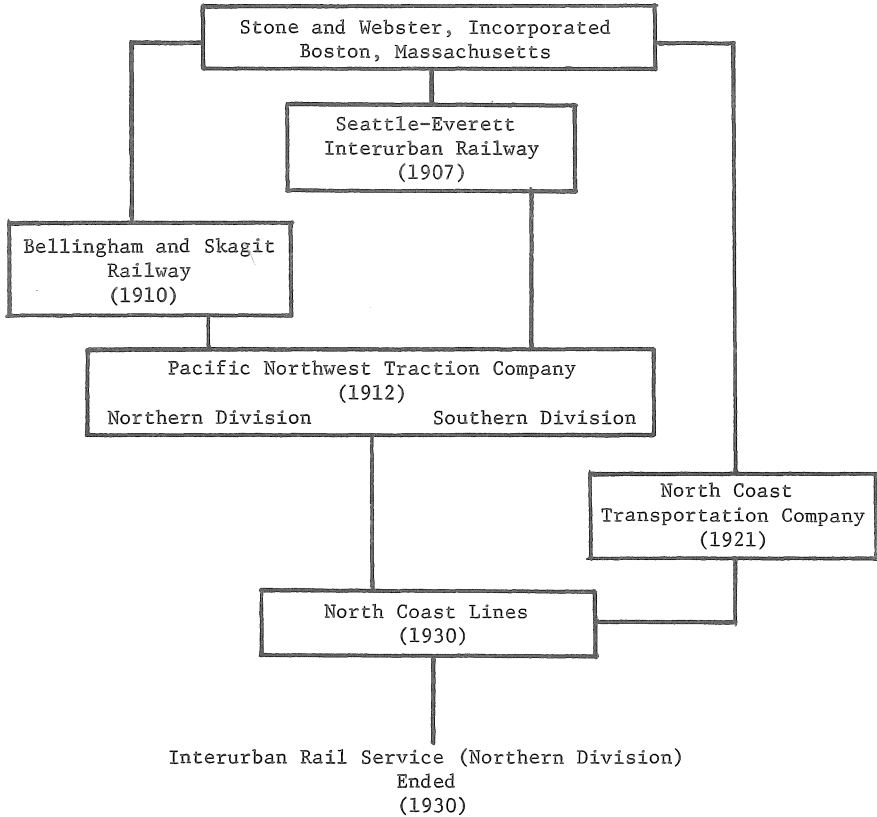 Stone and Webster, Incorporated
Boston, Massachusetts
Seattle-Everett
Interurban Railway
(1907)
Bellingham and Skagit
Railway
(1910)
Pacific Northwest Traction Company
(1912)
Northern Division Southern Division
North Coast
Transportation Company
(1921)
North Coast Lines
(1930)
Interurban Rail Service (Northern Division)
Ended
(1930)